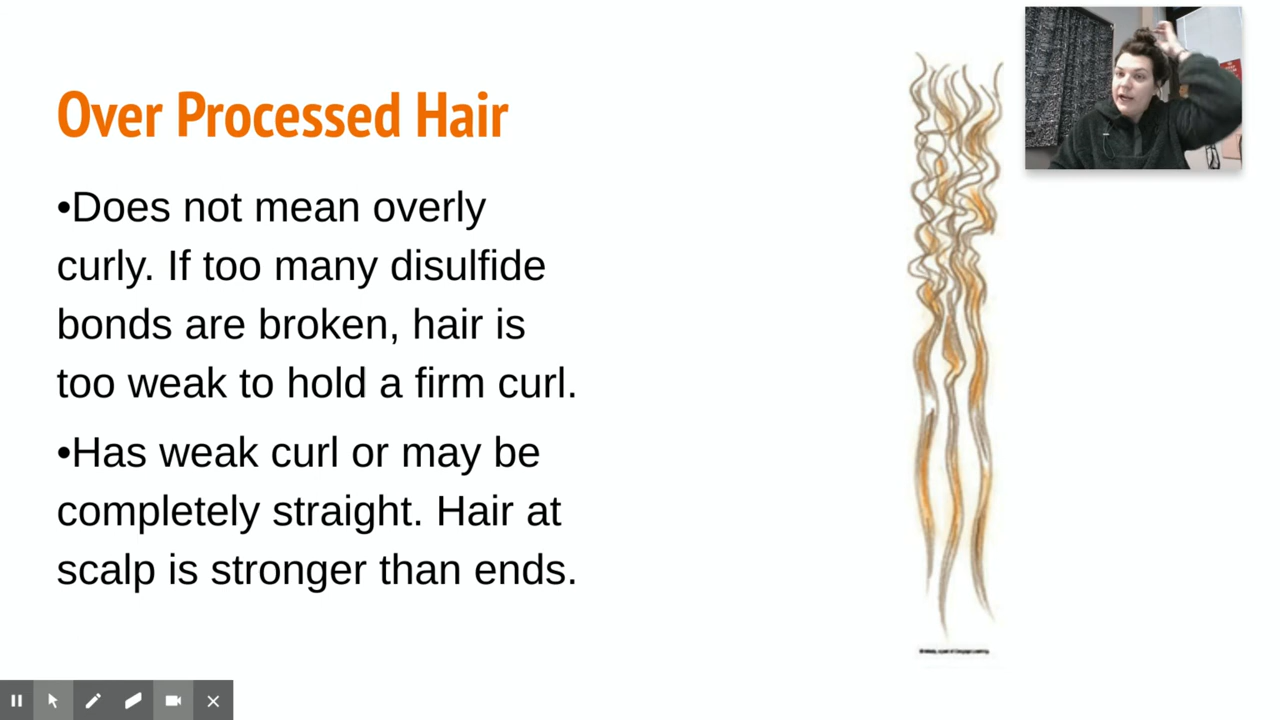 Over Processed Hair
•Does not mean overly
curly. If too many disulfide
bonds are broken, hair is
too weak to hold a firm curl.
•Has weak curl or may be
completely straight. Hair at
scalp is stronger than ends.